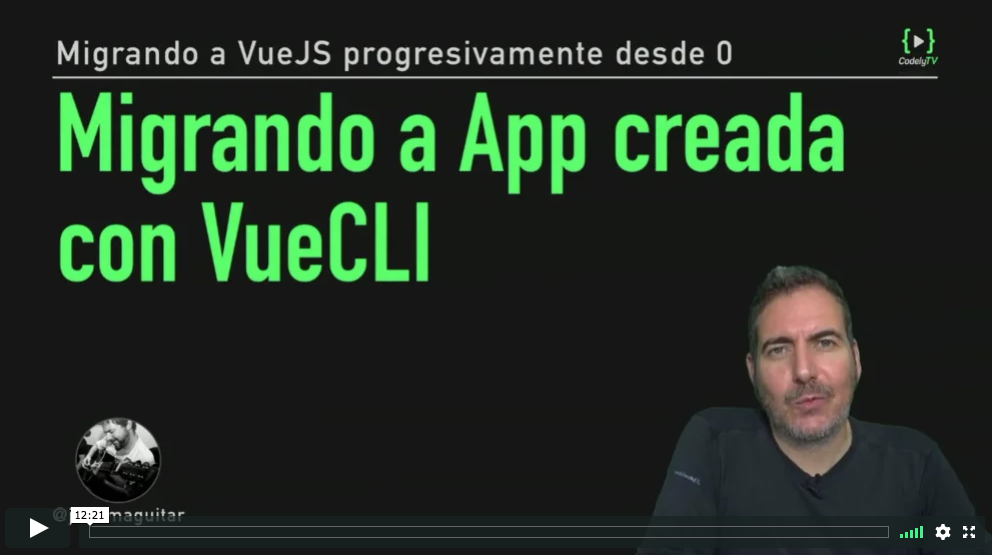 Migrando a VueJS progresivamente desde 0
CodelyTV
Migrando a App creada
con VueCLI
12:21